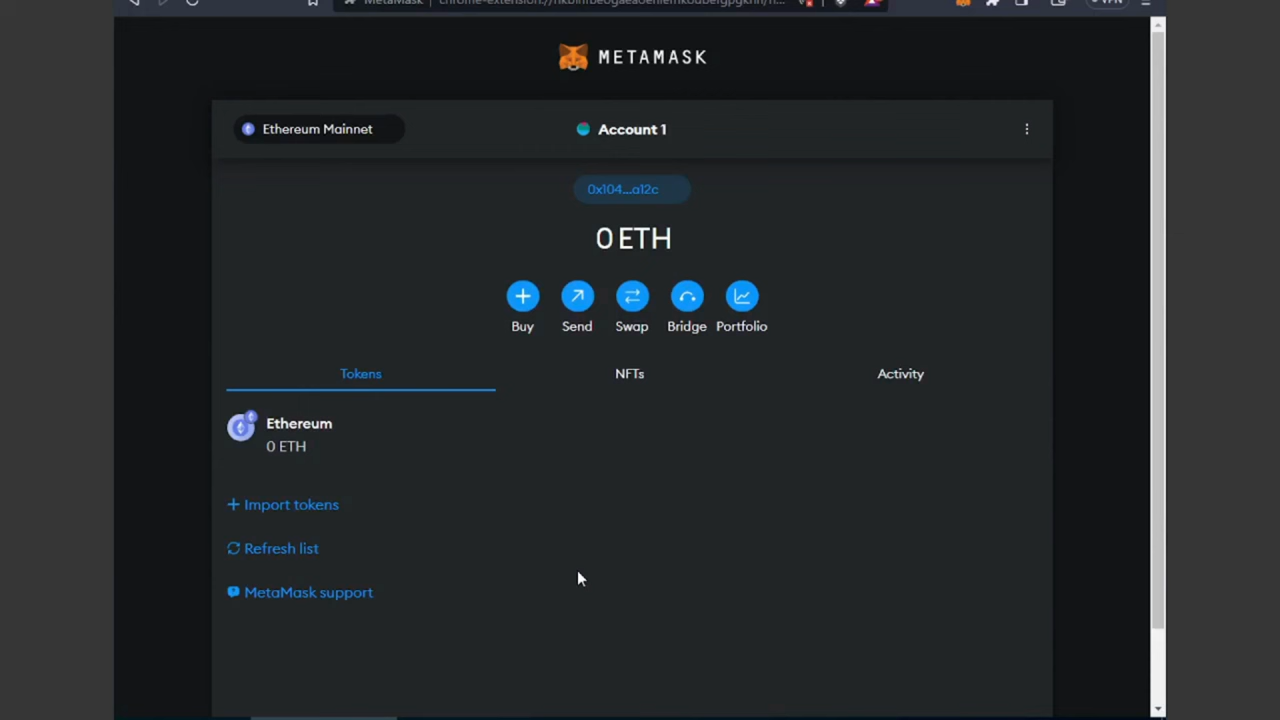 MetaMask
METAMASK
Ethereum Mainnet
Account 1
0x104...a12c
0 ETH
Buy
Send
Swap
Bridge
Portfolio
Tokens
NFTs
Activity
Ethereum
0 ETH
Import tokens
Refresh list
MetaMask support